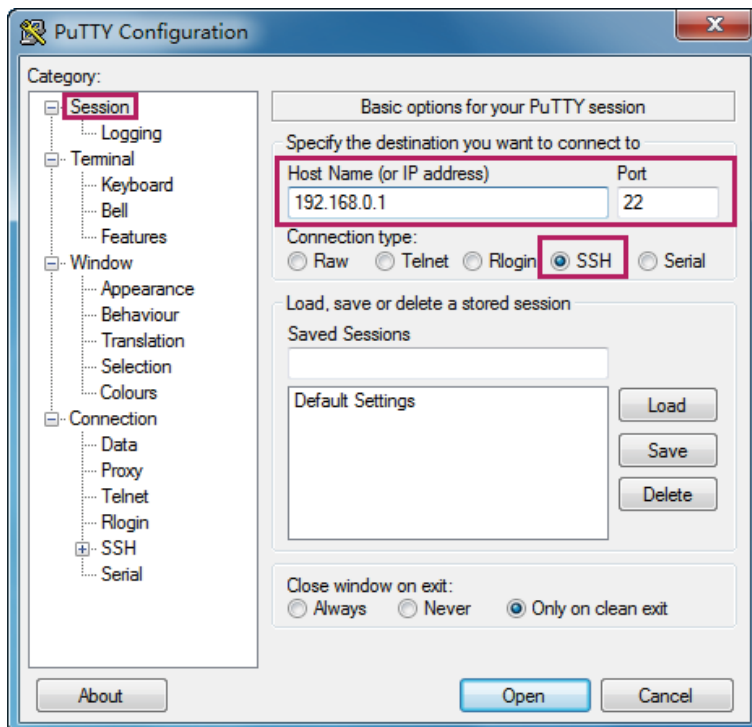 PuTTY Configuration
Category:
Session
Logging
Terminal
Keyboard
Bell
Features
Window
Appearance
Behaviour
Translation
Selection
Colours
Connection
Data
Proxy
Telnet
Rlogin
SSH
Serial
Basic options for your PuTTY session
Specify the destination you want to connect to
Host Name (or IP address) Port
192.168.0.1 22
Connection type:
Raw Telnet Rlogin SSH Serial
Load, save or delete a stored session
Saved Sessions
Default Settings
Load
Save
Delete
Close window on exit:
Always Never Only on clean exit
About Open Cancel